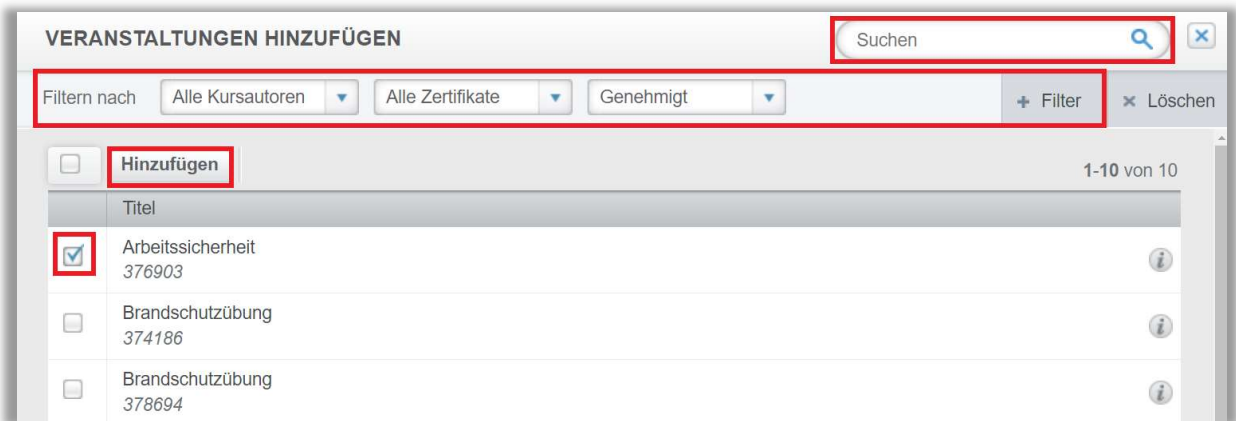 VERANSTALTUNGEN HINZUFÜGEN
Suchen
Filtern nach Alle Kursautoren Alle Zertifikate Genehmigt + Filter × Löschen
Hinzufügen 1-10 von 10
Titel
Arbeitssicherheit
376903
Brandschutzübung
374186
Brandschutzübung
378694